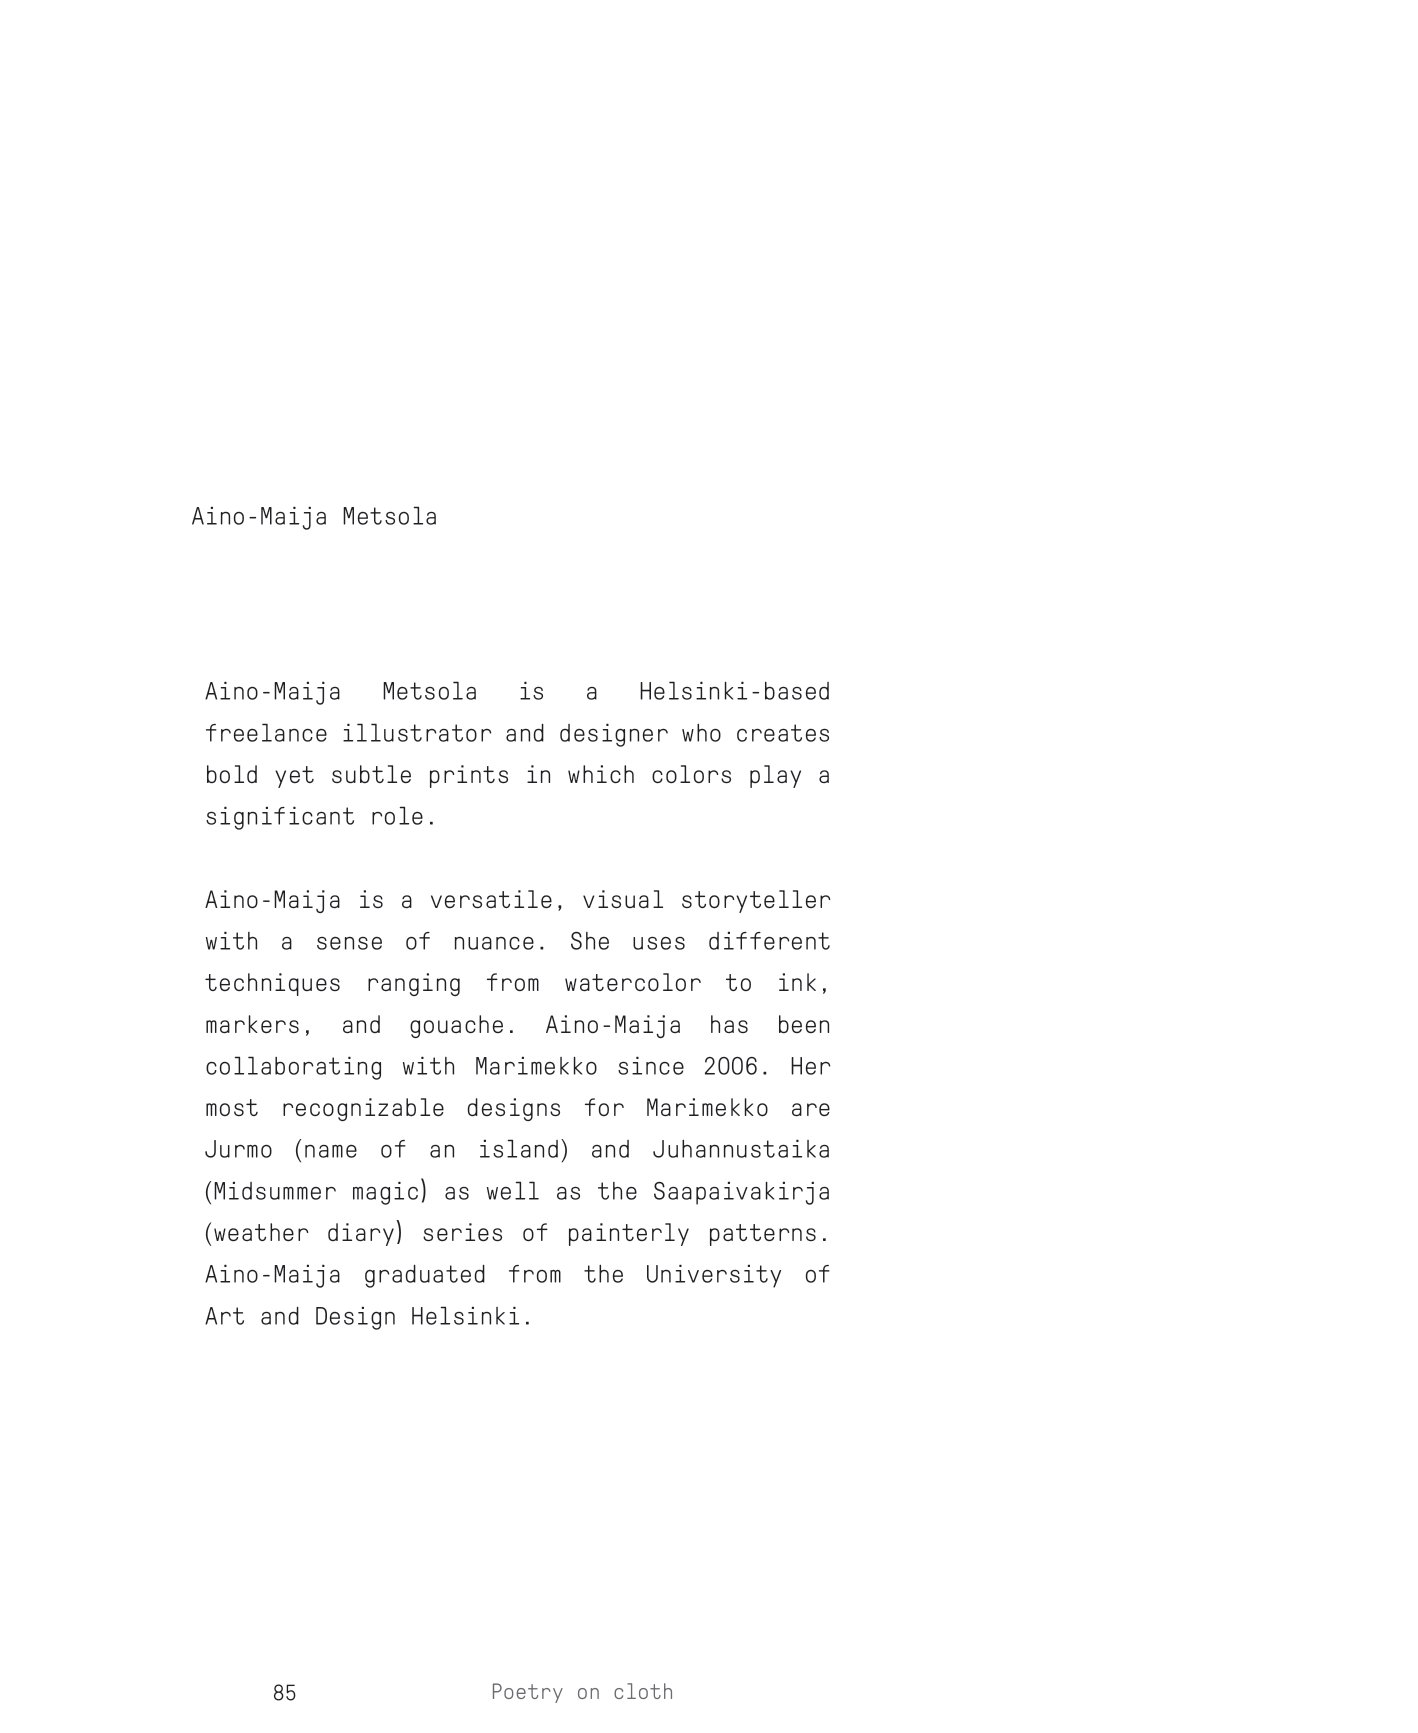 Aino-Maija Metsola
Aino-Maija Metsola is a Helsinki-based
freelance illustrator and designer who creates
bold yet subtle prints in which colors play a
significant role.
Aino-Maija is a versatile, visual storyteller
with a sense of nuance. She uses different
techniques ranging from watercolor to ink,
markers, and gouache. Aino-Maija has been
collaborating with Marimekko since 2006. Her
most recognizable designs for Marimekko are
Jurmo (name of an island) and Juhannustaika
(Midsummer magic) as well as the Saapaivakirja
(weather diary) series of painterly patterns.
Aino-Maija graduated from the University of
Art and Design Helsinki.
85 Poetry on cloth